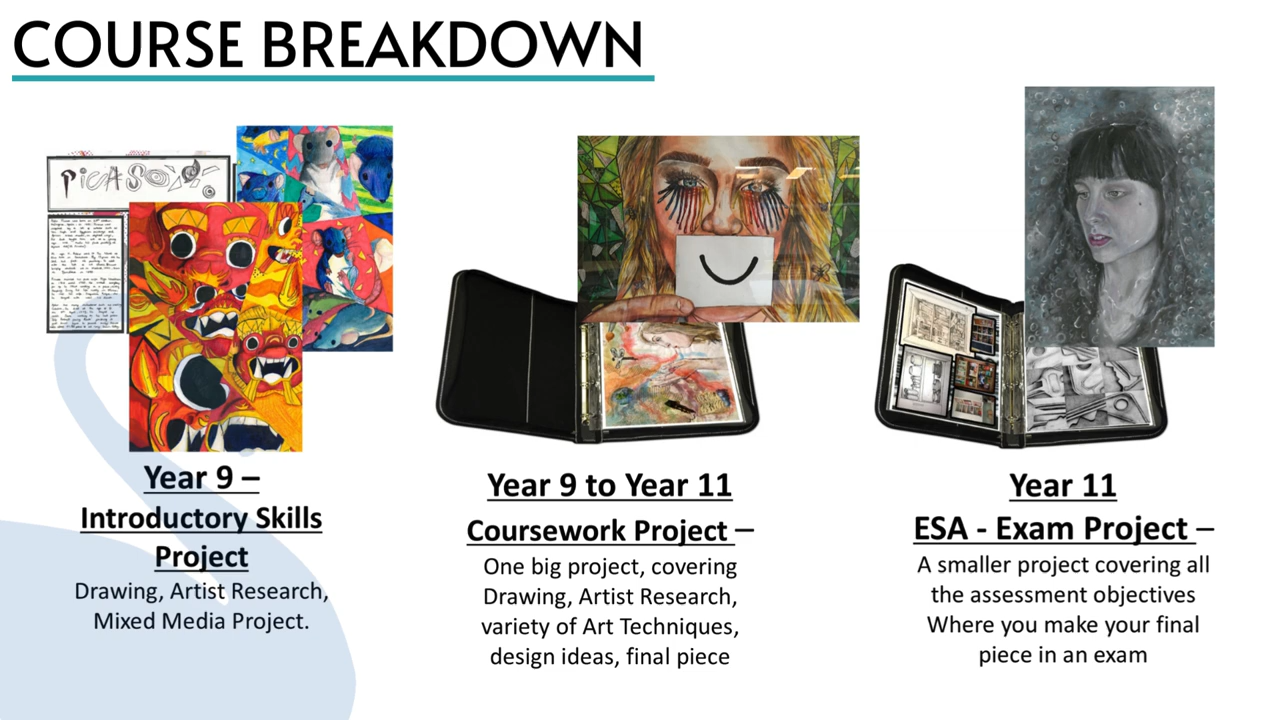 COURSE BREAKDOWN
PiCASO
Year 9 –
Introductory Skills
Project
Drawing, Artist Research,
Mixed Media Project.
Year 9 to Year 11
Coursework Project –
One big project, covering
Drawing, Artist Research,
variety of Art Techniques,
design ideas, final piece
Year 11
ESA - Exam Project –
A smaller project covering all
the assessment objectives
Where you make your final
piece in an exam